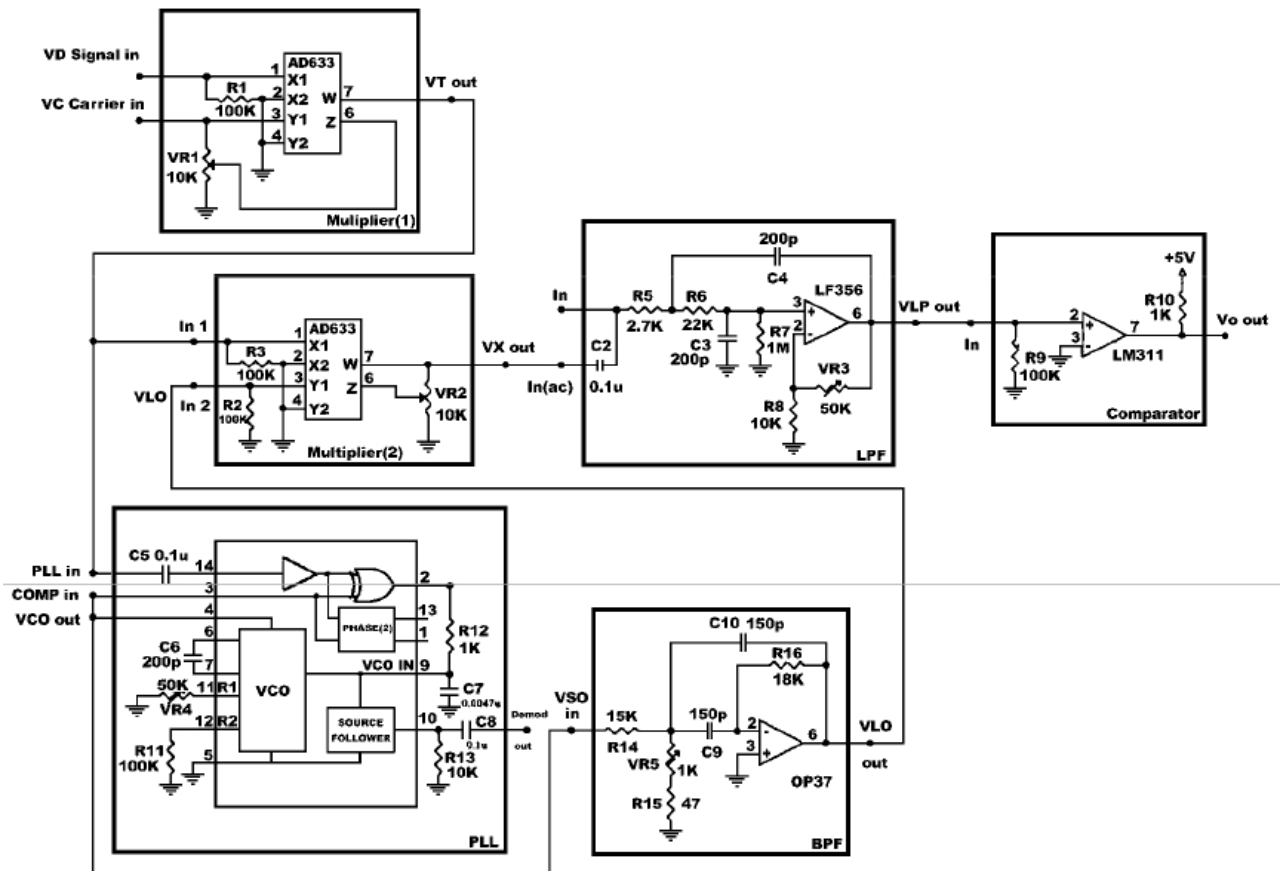 VD Signal in
VC Carrier in
R1
100K
VR1
10K
AD633
1
X1
2
X2
3
Y1
4
Y2
W
7
Z
6
VT out
Muliplier(1)
In 1
VLO
In 2
R3
100K
R2
100K
AD633
1
X1
2
X2
3
Y1
4
Y2
W
7
Z
6
VR2
10K
VX out
Multiplier(2)
In
In(ac)
C2
0.1u
R5
2.7K
R6
22K
200p
C4
C3
200p
R7
1M
LF356
3
+
2
-
6
R8
10K
VR3
50K
LPF
VLP out
In
R9
100K
2
+
3
-
7
LM311
+5V
R10
1K
Vo out
Comparator
PLL in
COMP in
VCO out
C5 0.1u
14
3
4
6
7
C6
200p
50K
VR4
11
R1
12
R2
R11
100K
5
VCO
PHASE(2)
2
13
1
VCO IN 9
SOURCE
FOLLOWER
10
R12
1K
C7
0.0047u
C8
0.1u
R13
10K
Demod
out
PLL
VSO
in
15K
R14
VR5
1K
R15
47
C10 150p
150p
C9
R16
18K
2
-
3
+
6
OP37
VLO
out
BPF